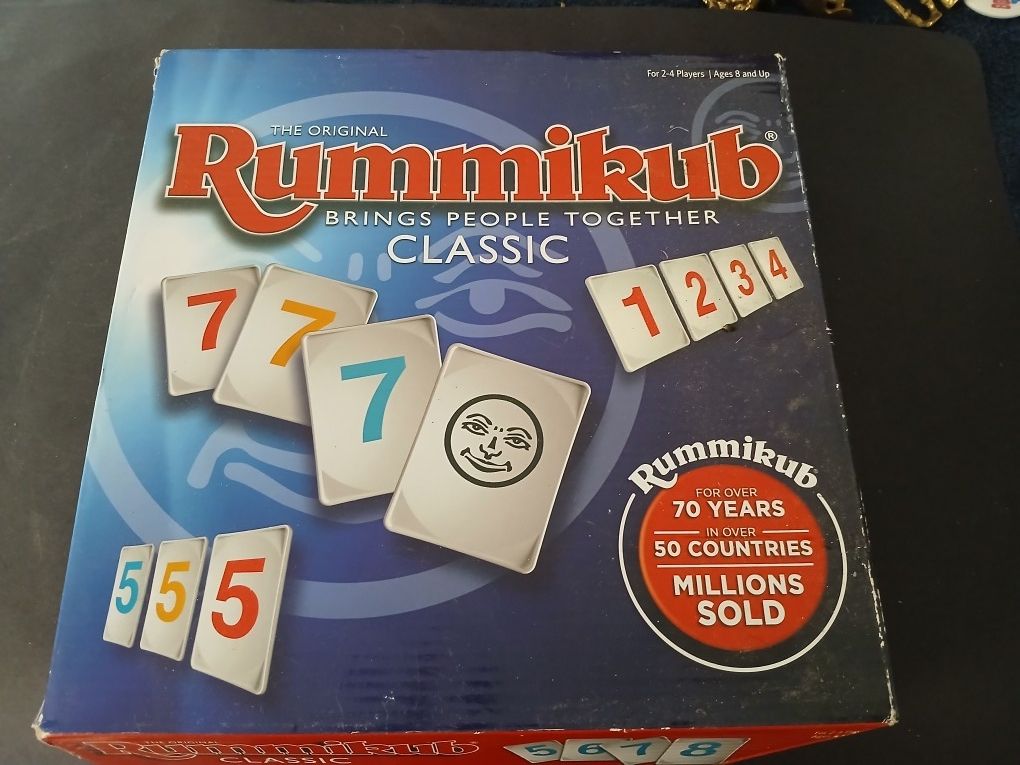 For 2-4 Players | Ages 8 and Up
THE ORIGINAL
Rummikub®
BRINGS PEOPLE TOGETHER
CLASSIC
7 7 7
1 2 3 4
5 5 5
Rummikub
FOR OVER
70 YEARS
IN OVER
50 COUNTRIES
MILLIONS
SOLD
THE ORIGINAL
Rummikub
CLASSIC
5 6 7 8